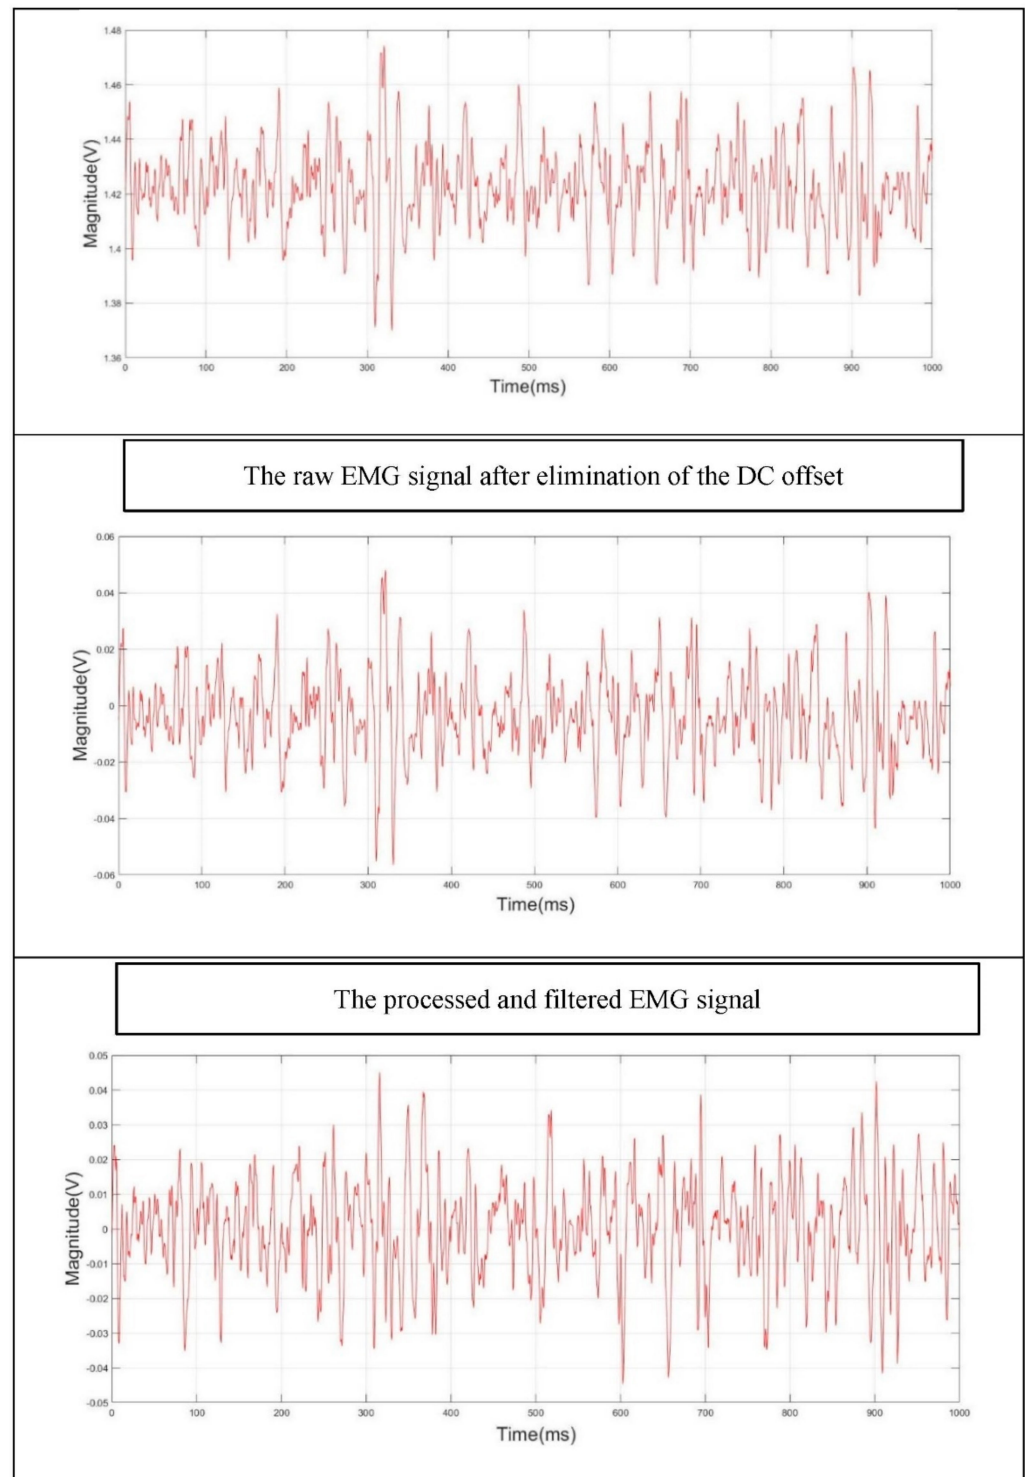 1.48
1.46
1.44
1.42
1.4
1.38
1.36
Magnitude(V)
0 100 200 300 400 500 600 700 800 900 1000
Time(ms)
The raw EMG signal after elimination of the DC offset
0.06
0.04
0.02
0
-0.02
-0.04
-0.06
Magnitude(V)
0 100 200 300 400 500 600 700 800 900 1000
Time(ms)
The processed and filtered EMG signal
0.05
0.04
0.03
0.02
0.01
0
-0.01
-0.02
-0.03
-0.04
-0.05
Magnitude(V)
0 100 200 300 400 500 600 700 800 900 1000
Time(ms)